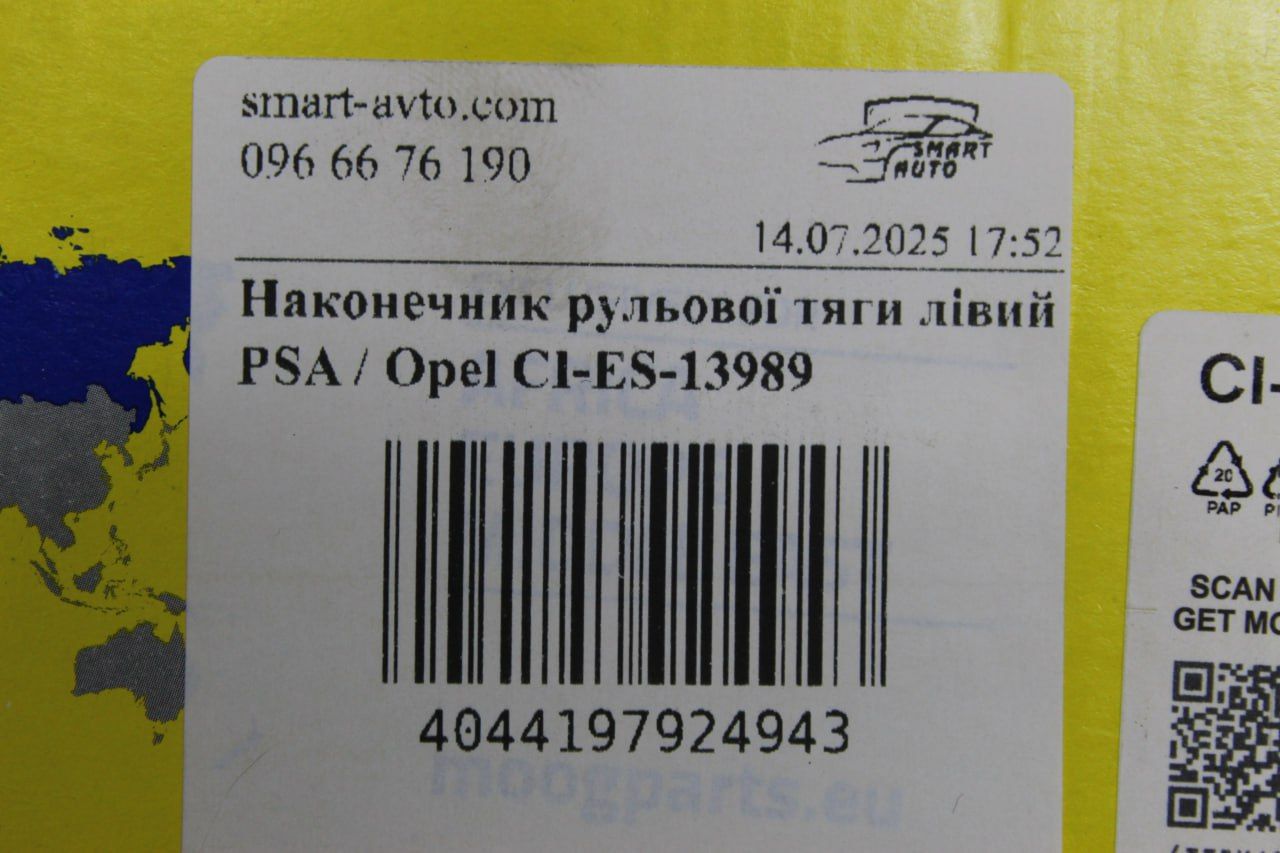 smart-avto.com
096 66 76 190
SMART
AUTO
14.07.2025 17:52
Наконечник рульової тяги лівий
PSA / Opel CI-ES-13989
4044197924943
moogparts.eu
AFRICA
CI-
20
PAP
SCAN
GET MO